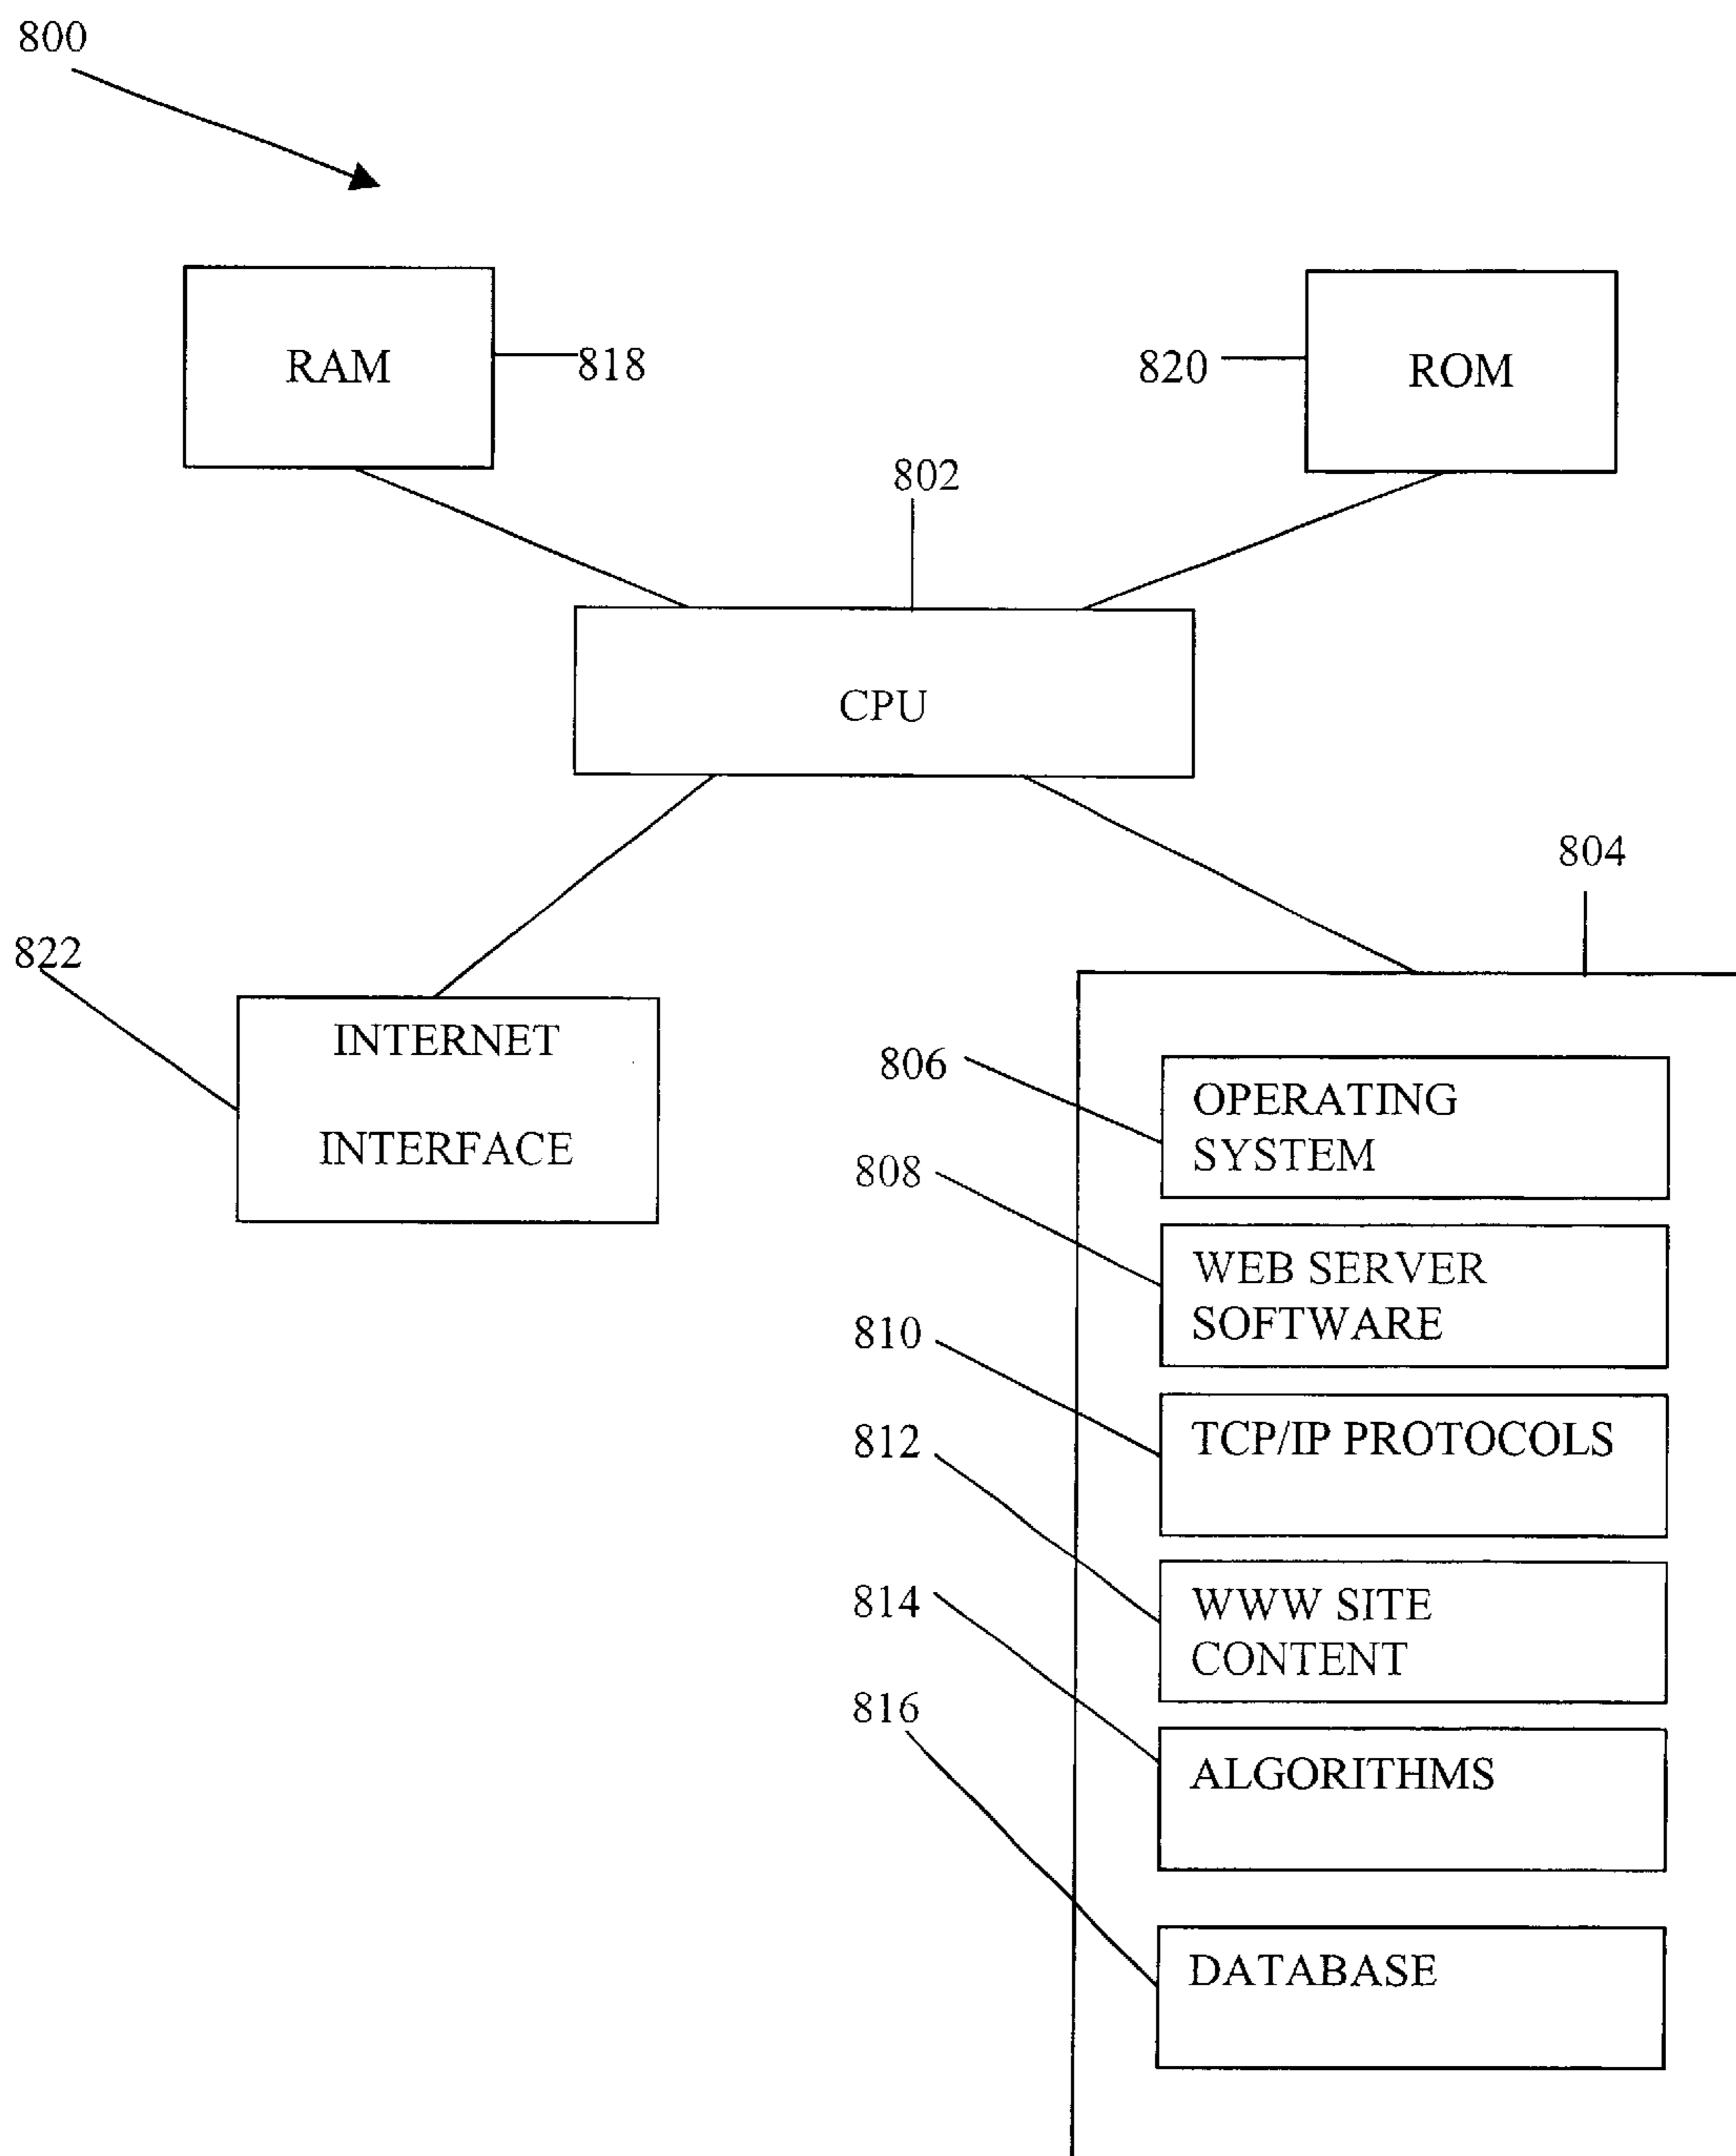 800
RAM
818
820
ROM
802
CPU
804
822
INTERNET
INTERFACE
806
OPERATING
SYSTEM
808
WEB SERVER
SOFTWARE
810
TCP/IP PROTOCOLS
812
WWW SITE
CONTENT
814
ALGORITHMS
816
DATABASE